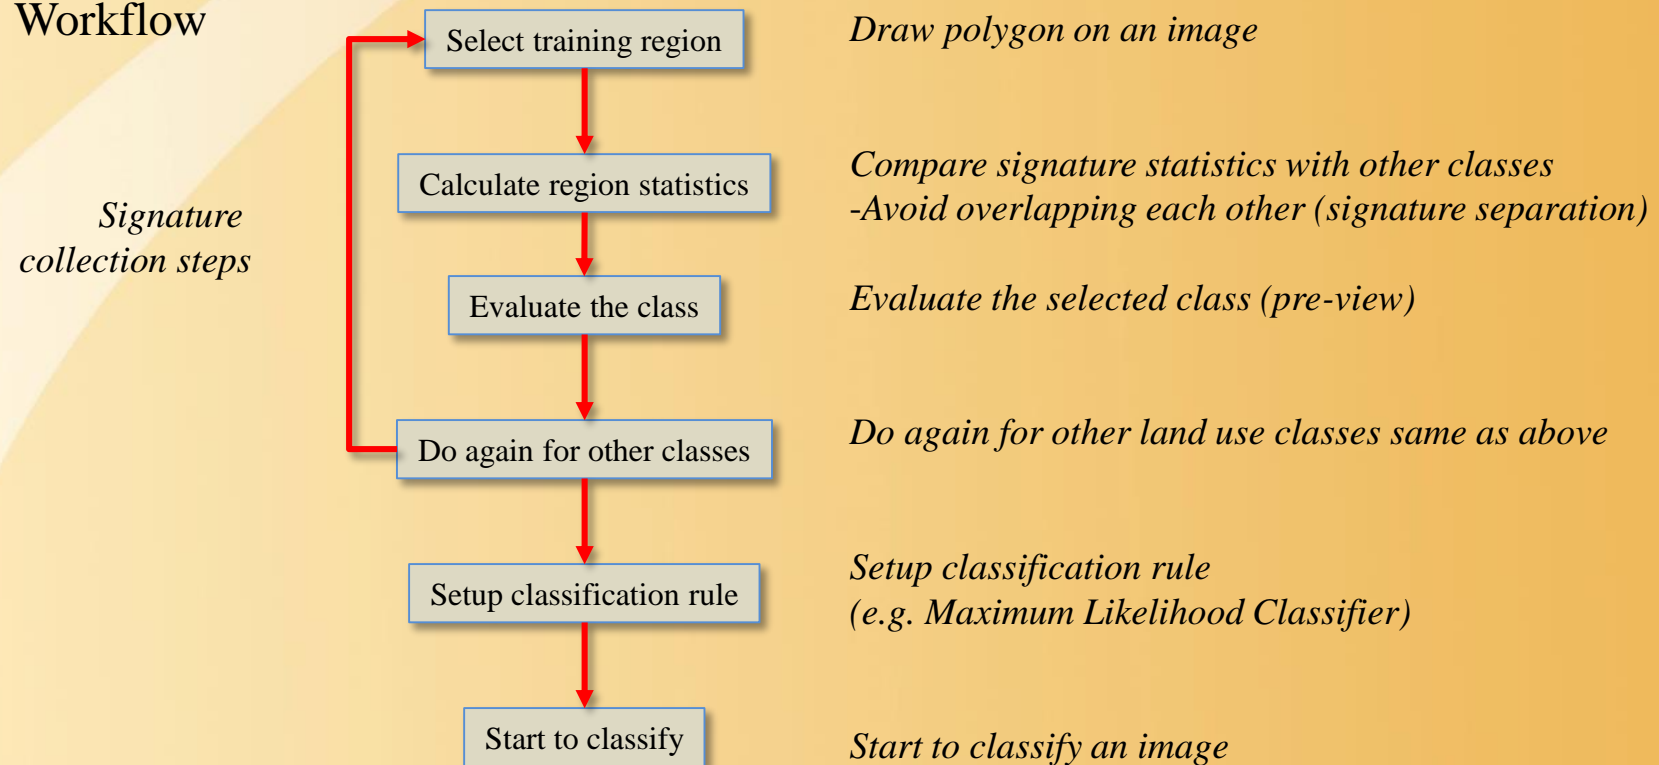 Workflow
Select training region
Draw polygon on an image
Calculate region statistics
Compare signature statistics with other classes
-Avoid overlapping each other (signature separation)
Signature
collection steps
Evaluate the class
Evaluate the selected class (pre-view)
Do again for other classes
Do again for other land use classes same as above
Setup classification rule
Setup classification rule
(e.g. Maximum Likelihood Classifier)
Start to classify
Start to classify an image